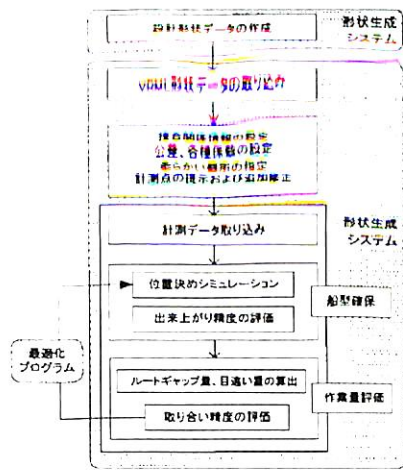 設計形状データの作成
形状生成
システム
VRML形状データの取り込み
接合関係情報の設定
公差、各種係数の設定
柔らかい箇所の指定
計測点の提示および追加修正
計測データ取り込み
形状生成
システム
位置決めシミュレーション
出来上がり精度の評価
船型確保
最適化
プログラム
ルートギャップ量、目違い量の算出
取り合い精度の評価
作業量評価